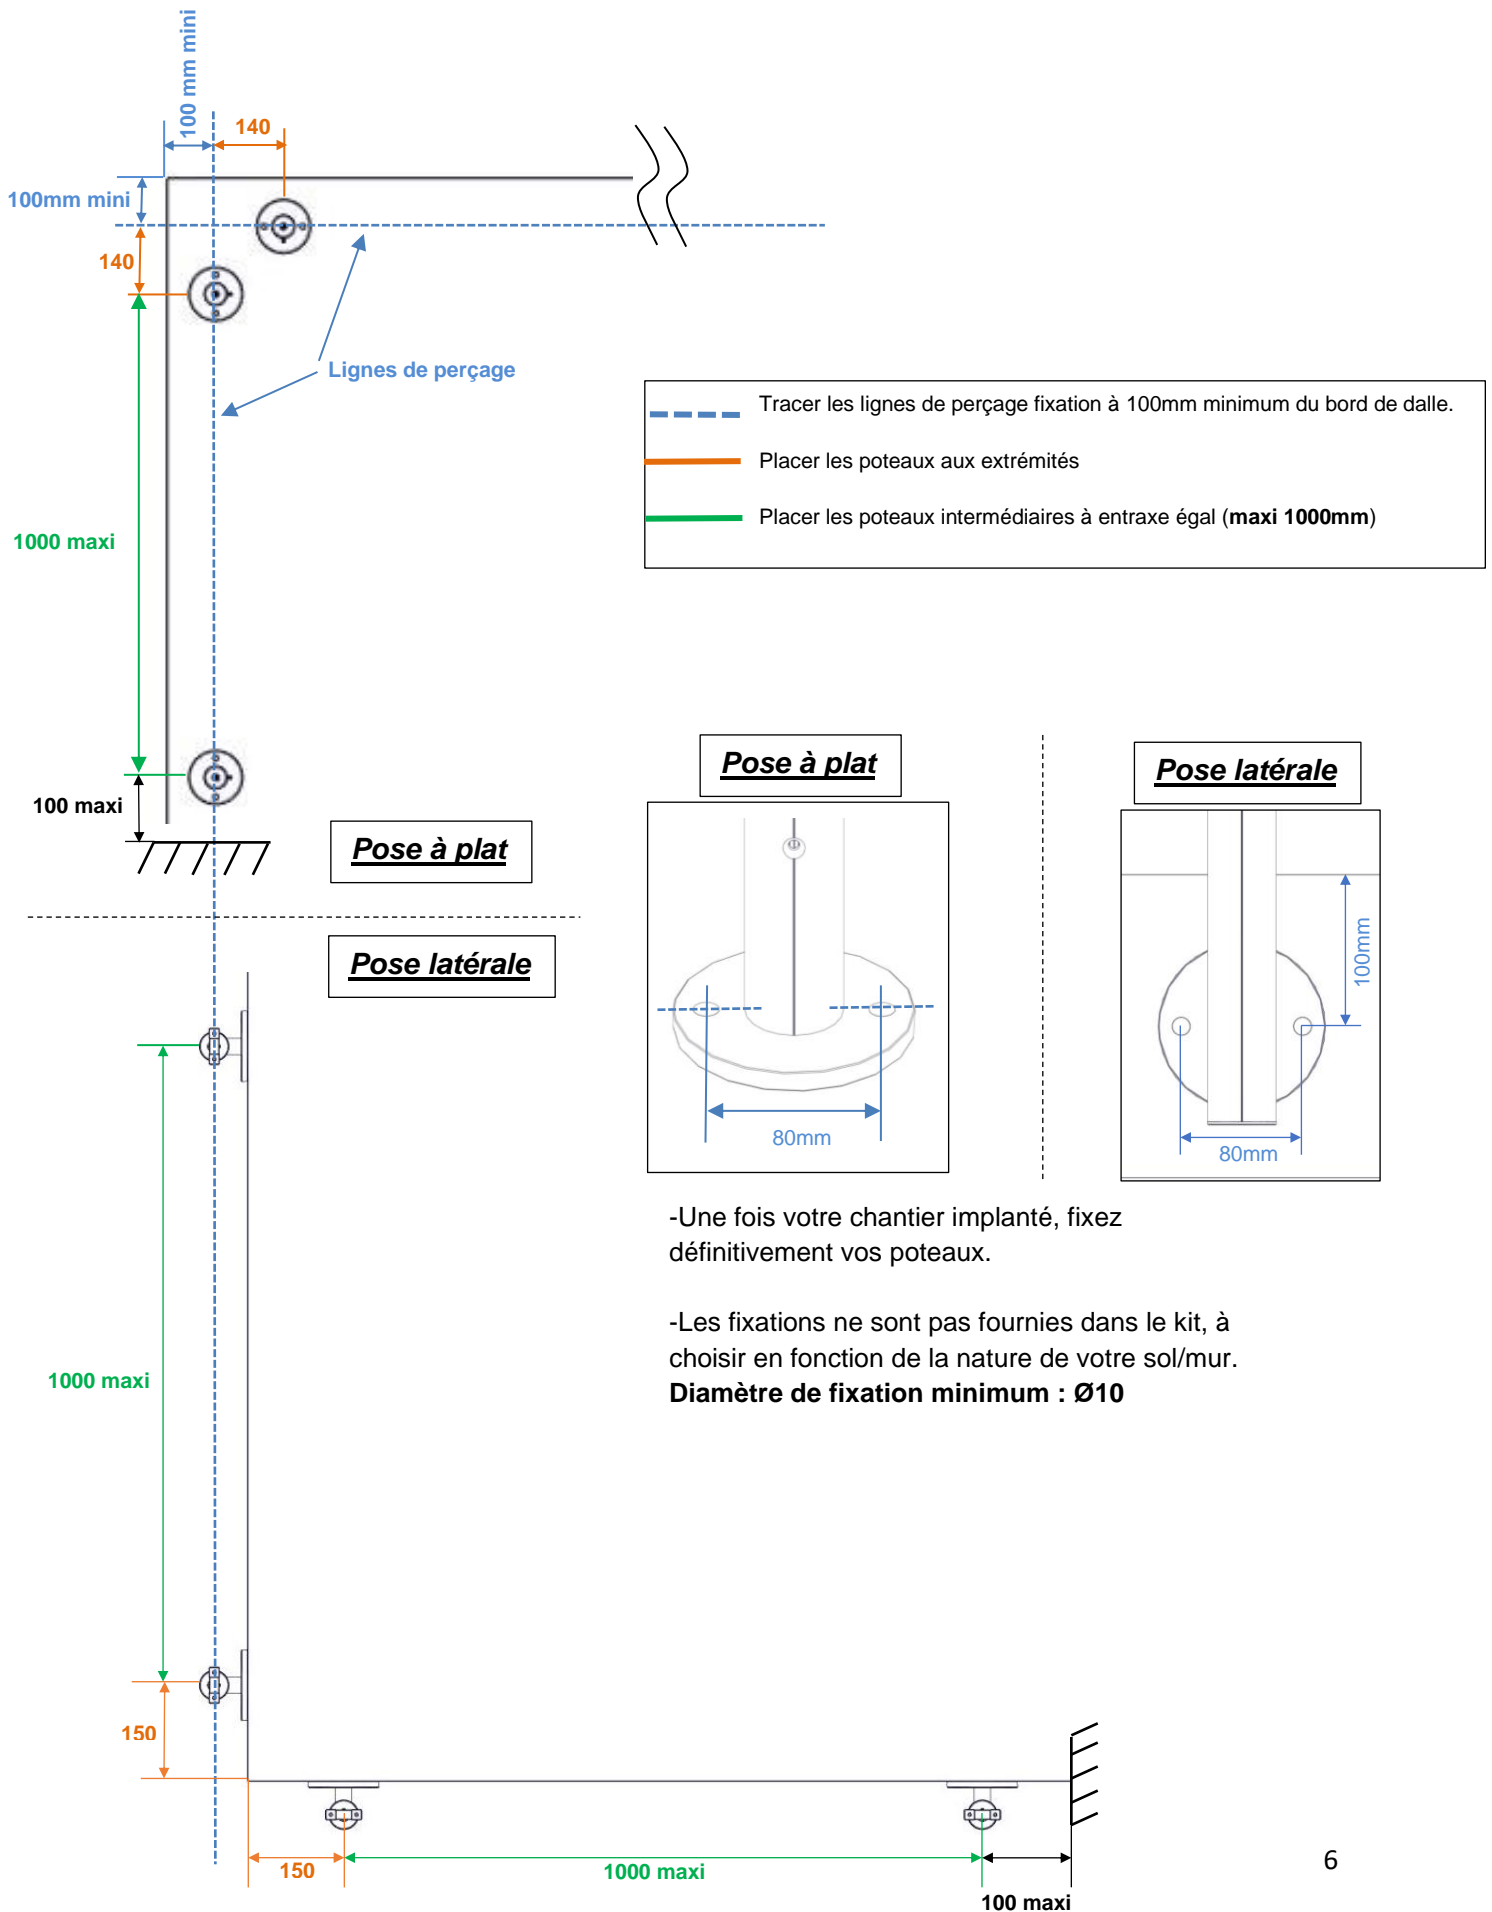 100 mm mini
140
100mm mini
140
Lignes de perçage
Tracer les lignes de perçage fixation à 100mm minimum du bord de dalle.
Placer les poteaux aux extrémités
Placer les poteaux intermédiaires à entraxe égal (maxi 1000mm)
1000 maxi
100 maxi
Pose à plat
Pose latérale
Pose à plat
80mm
Pose latérale
100mm
80mm
-Une fois votre chantier implanté, fixez
définitivement vos poteaux.
-Les fixations ne sont pas fournies dans le kit, à
choisir en fonction de la nature de votre sol/mur.
Diamètre de fixation minimum : Ø10
1000 maxi
150
150
1000 maxi
100 maxi
6